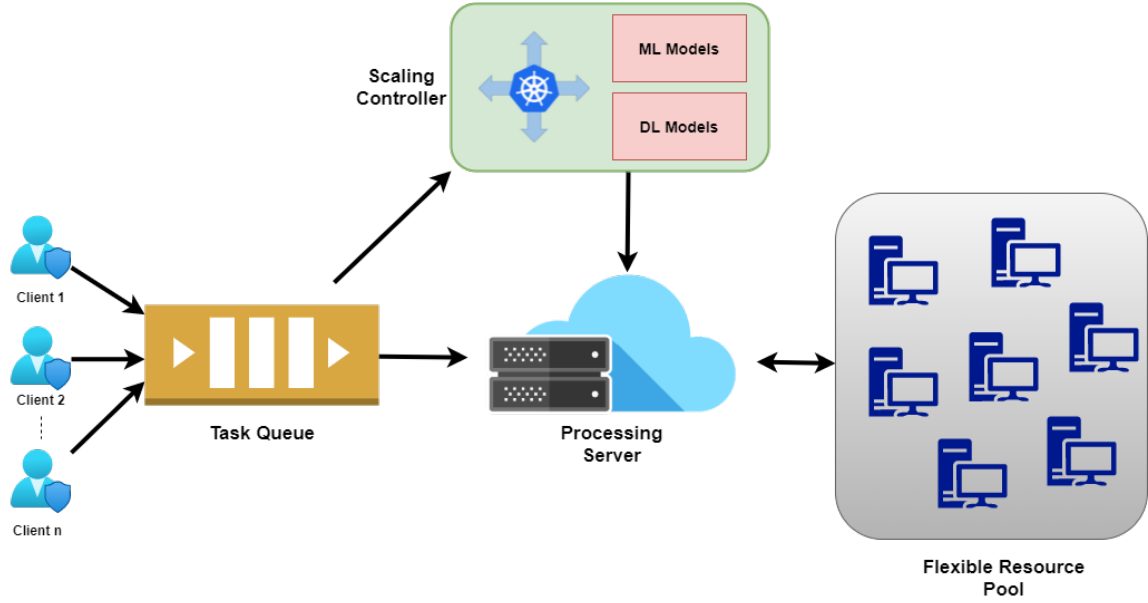 ML Models
Scaling
Controller
DL Models
Client 1
Client 2
Client n
Task Queue
Processing
Server
Flexible Resource
Pool